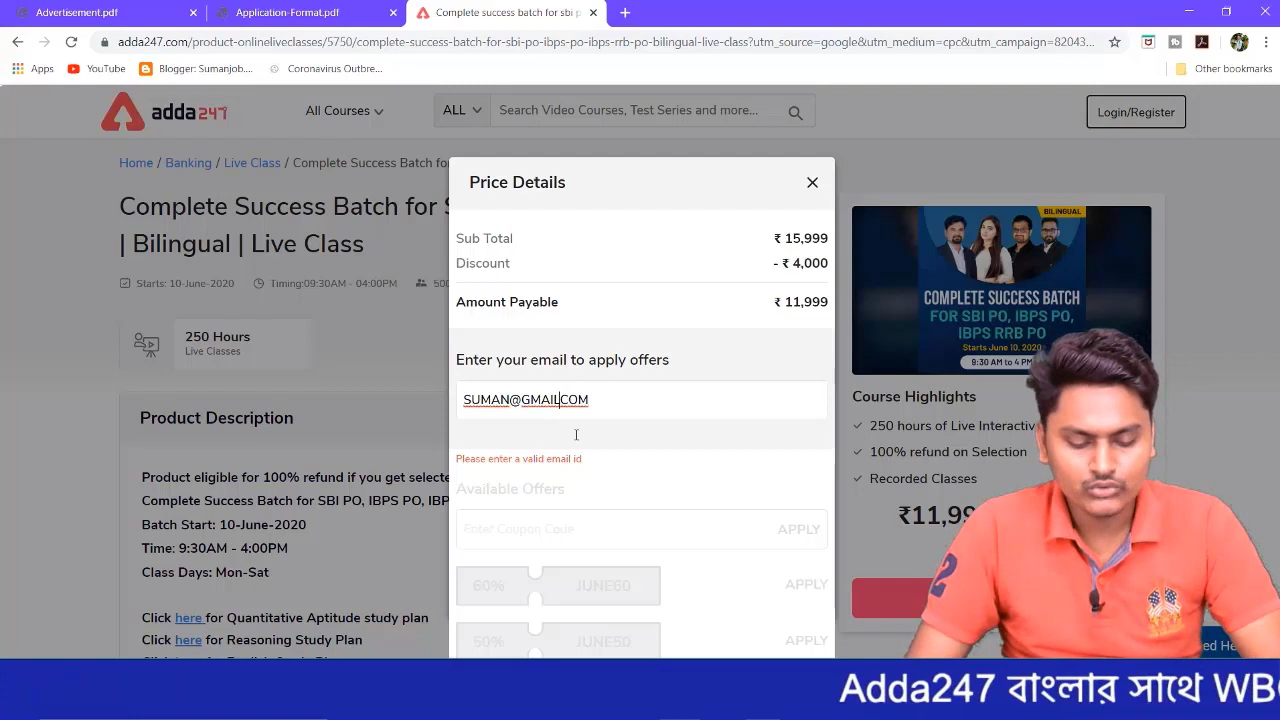 Advertisement.pdf
Application-Format.pdf
Complete success batch for sbi p
adda247.com/product-onlineliveclasses/5750/complete-success-batch-for-sbi-po-ibps-po-ibps-rrb-po-bilingual-live-class?utm_source=google&utm_medium=cpc&utm_campaign=82043...
Apps YouTube Blogger: Sumanjob.... Coronavirus Outbre... Other bookmarks
adda247 All Courses ALL Search Video Courses, Test Series and more... Login/Register
Home / Banking / Live Class / Complete Success Batch fo
Complete Success Batch for S
| Bilingual | Live Class
Starts: 10-June-2020 Timing:09:30AM - 04:00PM 500
250 Hours
Live Classes
Product Description
Product eligible for 100% refund if you get selecte
Complete Success Batch for SBI PO, IBPS PO, IBP
Batch Start: 10-June-2020
Time: 9:30AM - 4:00PM
Class Days: Mon-Sat
Click here for Quantitative Aptitude study plan
Click here for Reasoning Study Plan
Price Details
Sub Total ₹ 15,999
Discount - ₹ 4,000
Amount Payable ₹ 11,999
Enter your email to apply offers
SUMAN@GMAILCOM
Please enter a valid email id
Available Offers
Enter Coupon Code APPLY
60% JUNE60 APPLY
50% JUNE50 APPLY
BILINGUAL
COMPLETE SUCCESS BATCH
FOR SBI PO, IBPS PO,
IBPS RRB PO
Starts June 10, 2020
9:30 AM to 4 PM
Course Highlights
250 hours of Live Interactiv
100% refund on Selection
Recorded Classes
₹11,99
2
Adda247 বাংলার সাথে WBC